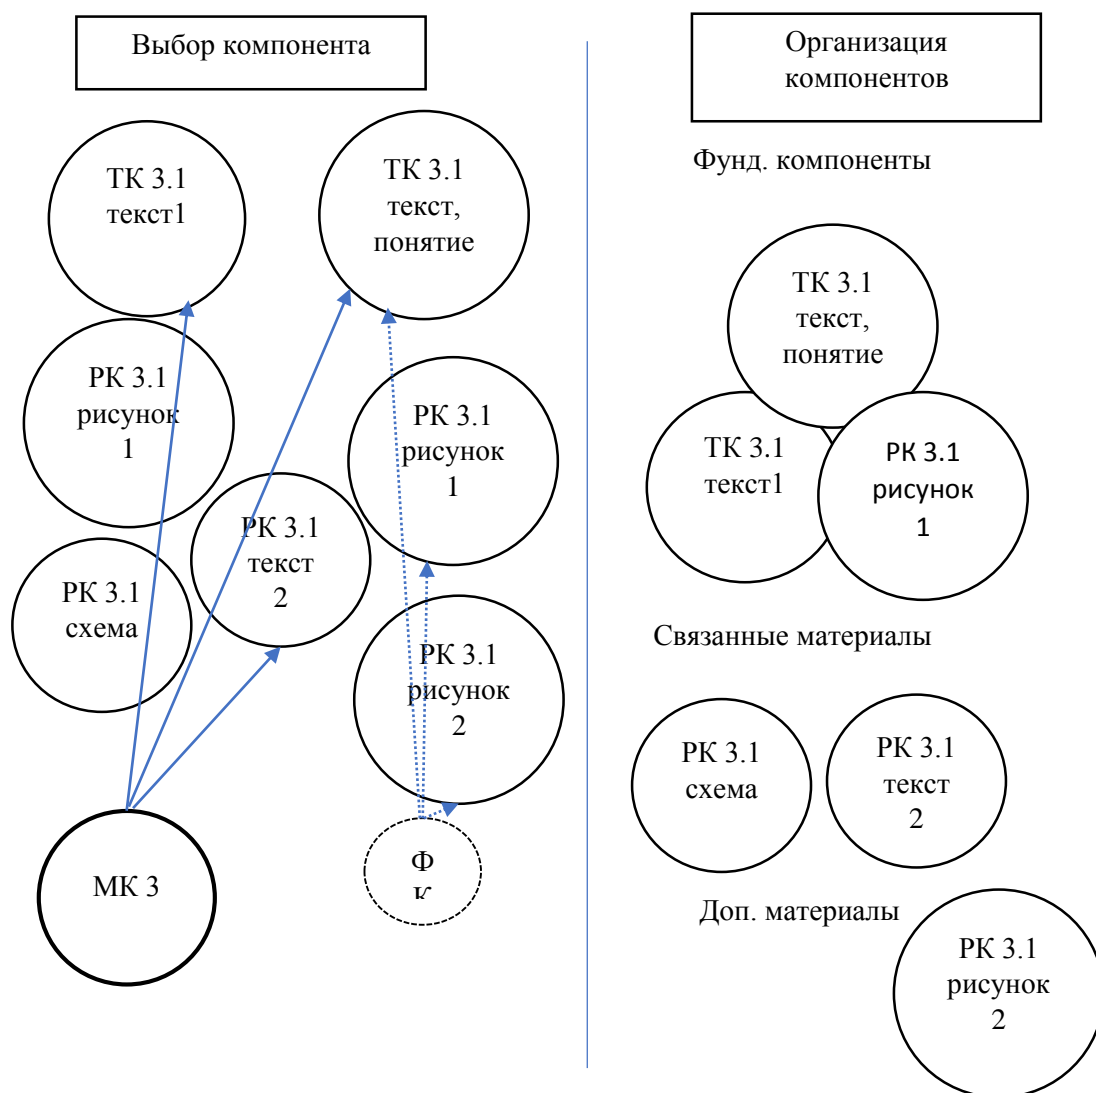 Выбор компонента
ТК 3.1
текст1
ТК 3.1
текст,
понятие
РК 3.1
рисунок
1
РК 3.1
рисунок
1
РК 3.1
текст
2
РК 3.1
схема
РК 3.1
рисунок
2
МК 3
Ф
К
Организация
компонентов
Фунд. компоненты
ТК 3.1
текст,
понятие
ТК 3.1
текст1
РК 3.1
рисунок
1
Связанные материалы
РК 3.1
схема
РК 3.1
текст
2
Доп. материалы
РК 3.1
рисунок
2